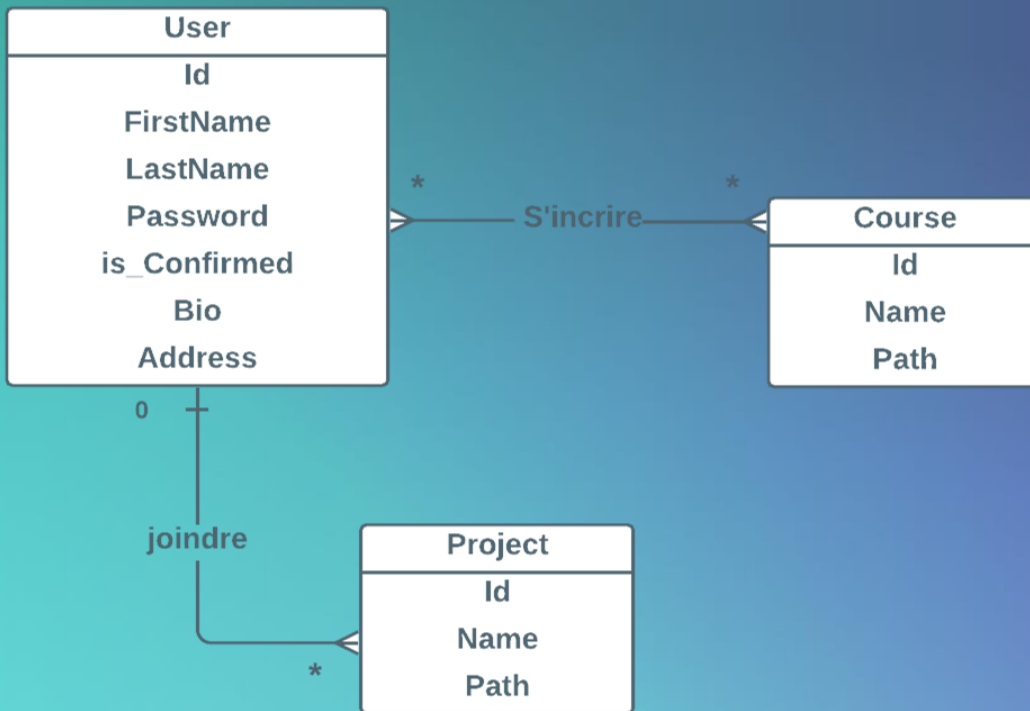 User
Id
FirstName
LastName
Password
is_Confirmed
Bio
Address
*
S'incrire
*
Course
Id
Name
Path
0
joindre
*
Project
Id
Name
Path